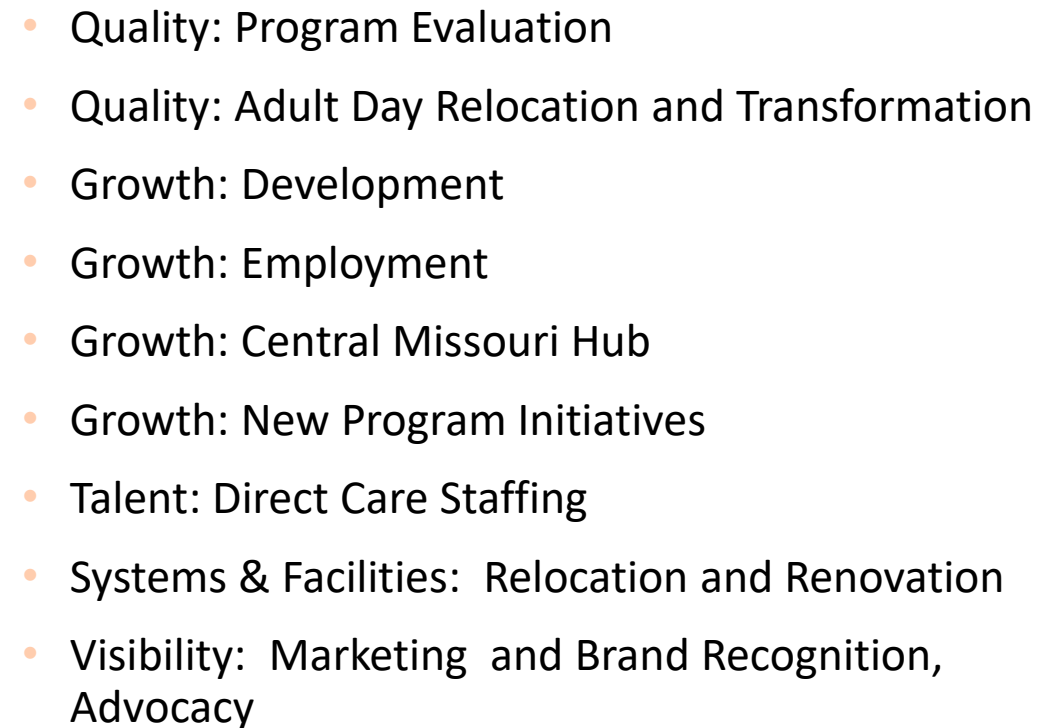 • Quality: Program Evaluation
• Quality: Adult Day Relocation and Transformation
• Growth: Development
• Growth: Employment
• Growth: Central Missouri Hub
• Growth: New Program Initiatives
• Talent: Direct Care Staffing
• Systems & Facilities:  Relocation and Renovation
• Visibility:  Marketing  and Brand Recognition,
Advocacy